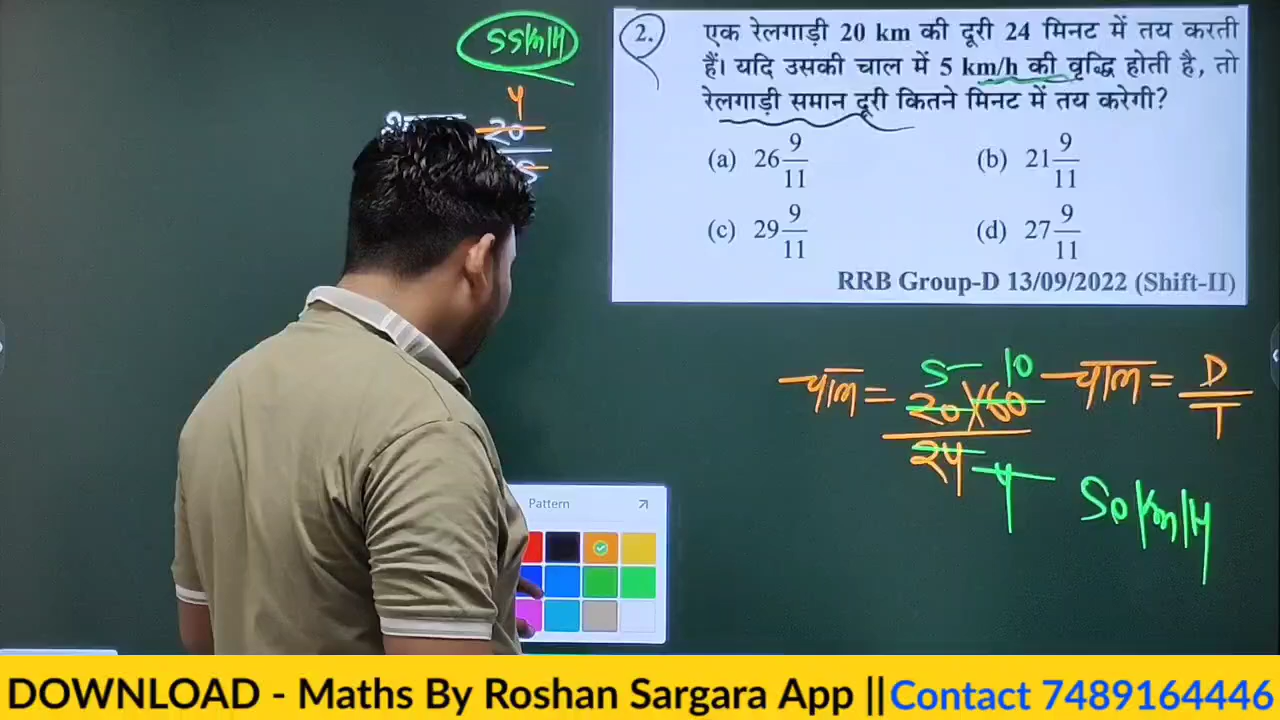 55Km/H
4
20
2.
एक रेलगाड़ी 20 km की दूरी 24 मिनट में तय करती
हैं। यदि उसकी चाल में 5 km/h की वृद्धि होती है, तो
रेलगाड़ी समान दूरी कितने मिनट में तय करेगी?
(a) 26 9/11
(b) 21 9/11
(c) 29 9/11
(d) 27 9/11
RRB Group-D 13/09/2022 (Shift-II)
5 10
चाल = 20×60
24
4
चाल = D
T
50Km/H
Pattern
DOWNLOAD - Maths By Roshan Sargara App || Contact 7489164446